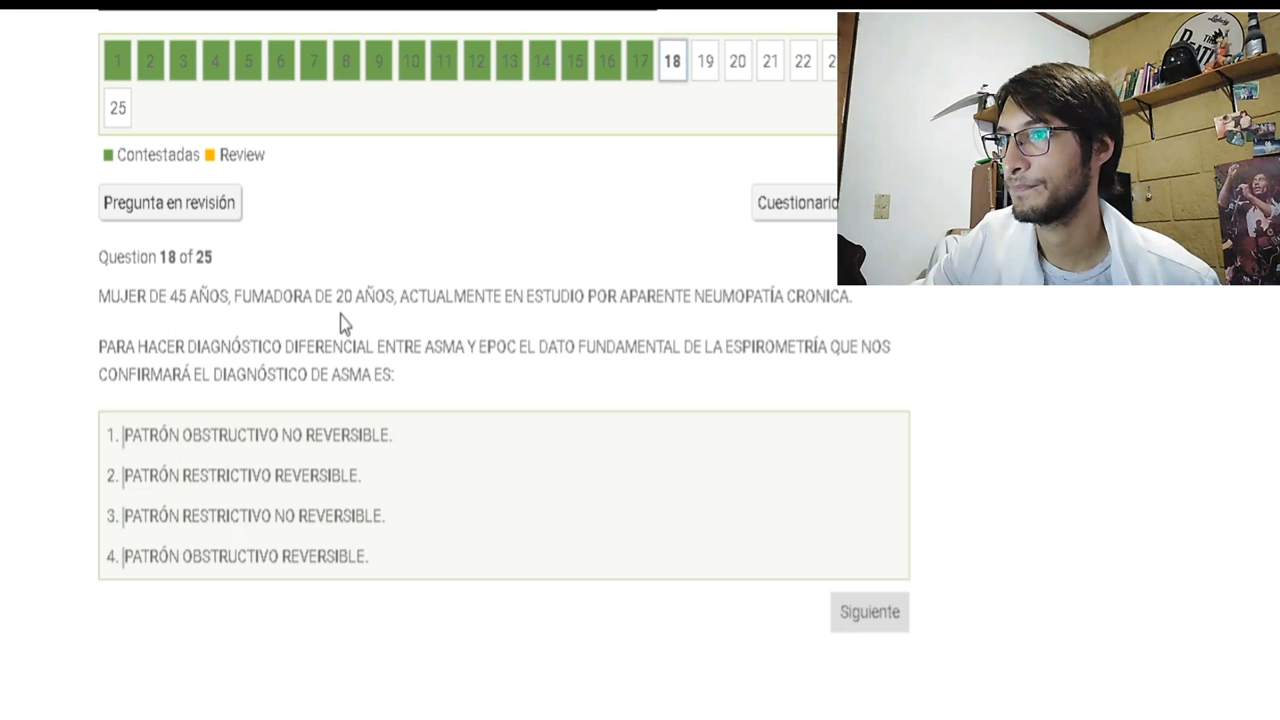 1 2 3 4 5 6 7 8 9 10 11 12 13 14 15 16 17 18 19 20 21 22
25
Contestadas Review
Pregunta en revisión Cuestionario
Question 18 of 25
MUJER DE 45 AÑOS, FUMADORA DE 20 AÑOS, ACTUALMENTE EN ESTUDIO POR APARENTE NEUMOPATÍA CRONICA.
PARA HACER DIAGNÓSTICO DIFERENCIAL ENTRE ASMA Y EPOC EL DATO FUNDAMENTAL DE LA ESPIROMETRÍA QUE NOS
CONFIRMARÁ EL DIAGNÓSTICO DE ASMA ES:
1. PATRÓN OBSTRUCTIVO NO REVERSIBLE.
2. PATRÓN RESTRICTIVO REVERSIBLE.
3. PATRÓN RESTRICTIVO NO REVERSIBLE.
4. PATRÓN OBSTRUCTIVO REVERSIBLE.
Siguiente